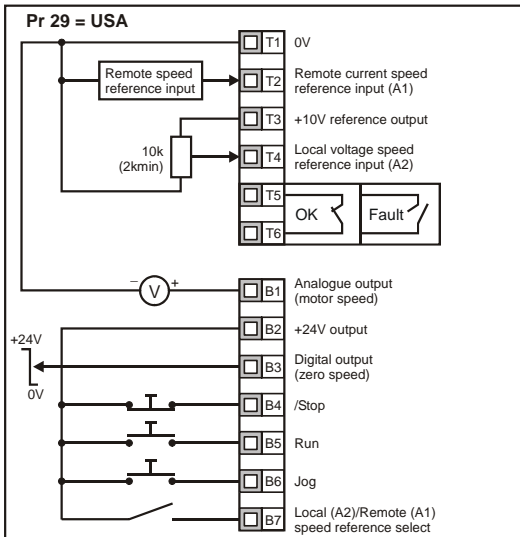 Pr 29 = USA
T1 0V
Remote speed
reference input
T2 Remote current speed
reference input (A1)
T3 +10V reference output
10k
(2kmin)
T4 Local voltage speed
reference input (A2)
T5
OK
Fault
T6
− V +
B1 Analogue output
(motor speed)
B2 +24V output
+24V
0V
B3 Digital output
(zero speed)
B4 /Stop
B5 Run
B6 Jog
B7 Local (A2)/Remote (A1)
speed reference select